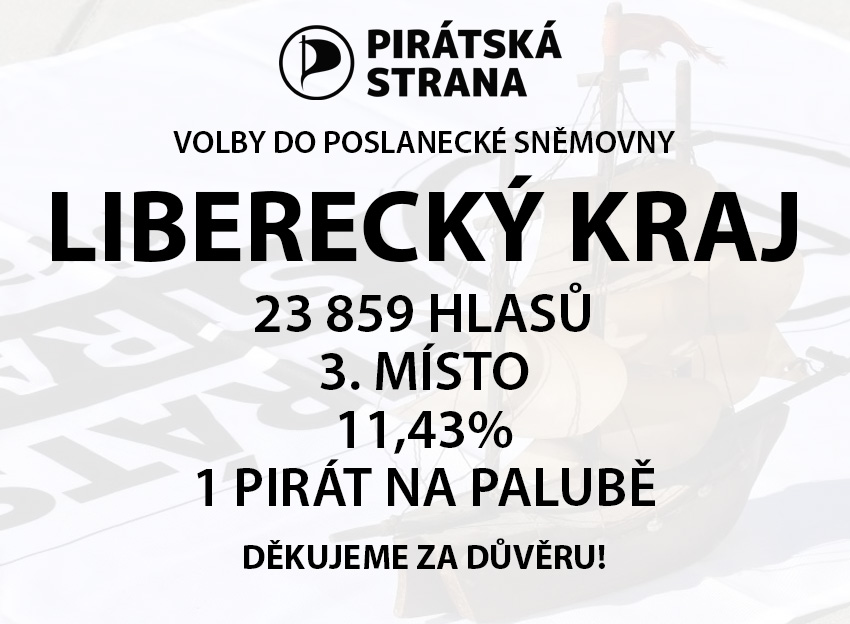 PIRÁTSKÁ
STRANA
VOLBY DO POSLANECKÉ SNĚMOVNY
LIBERECKÝ KRAJ
23 859 HLASŮ
3. MÍSTO
11,43%
1 PIRÁT NA PALUBĚ
DĚKUJEME ZA DŮVĚRU!